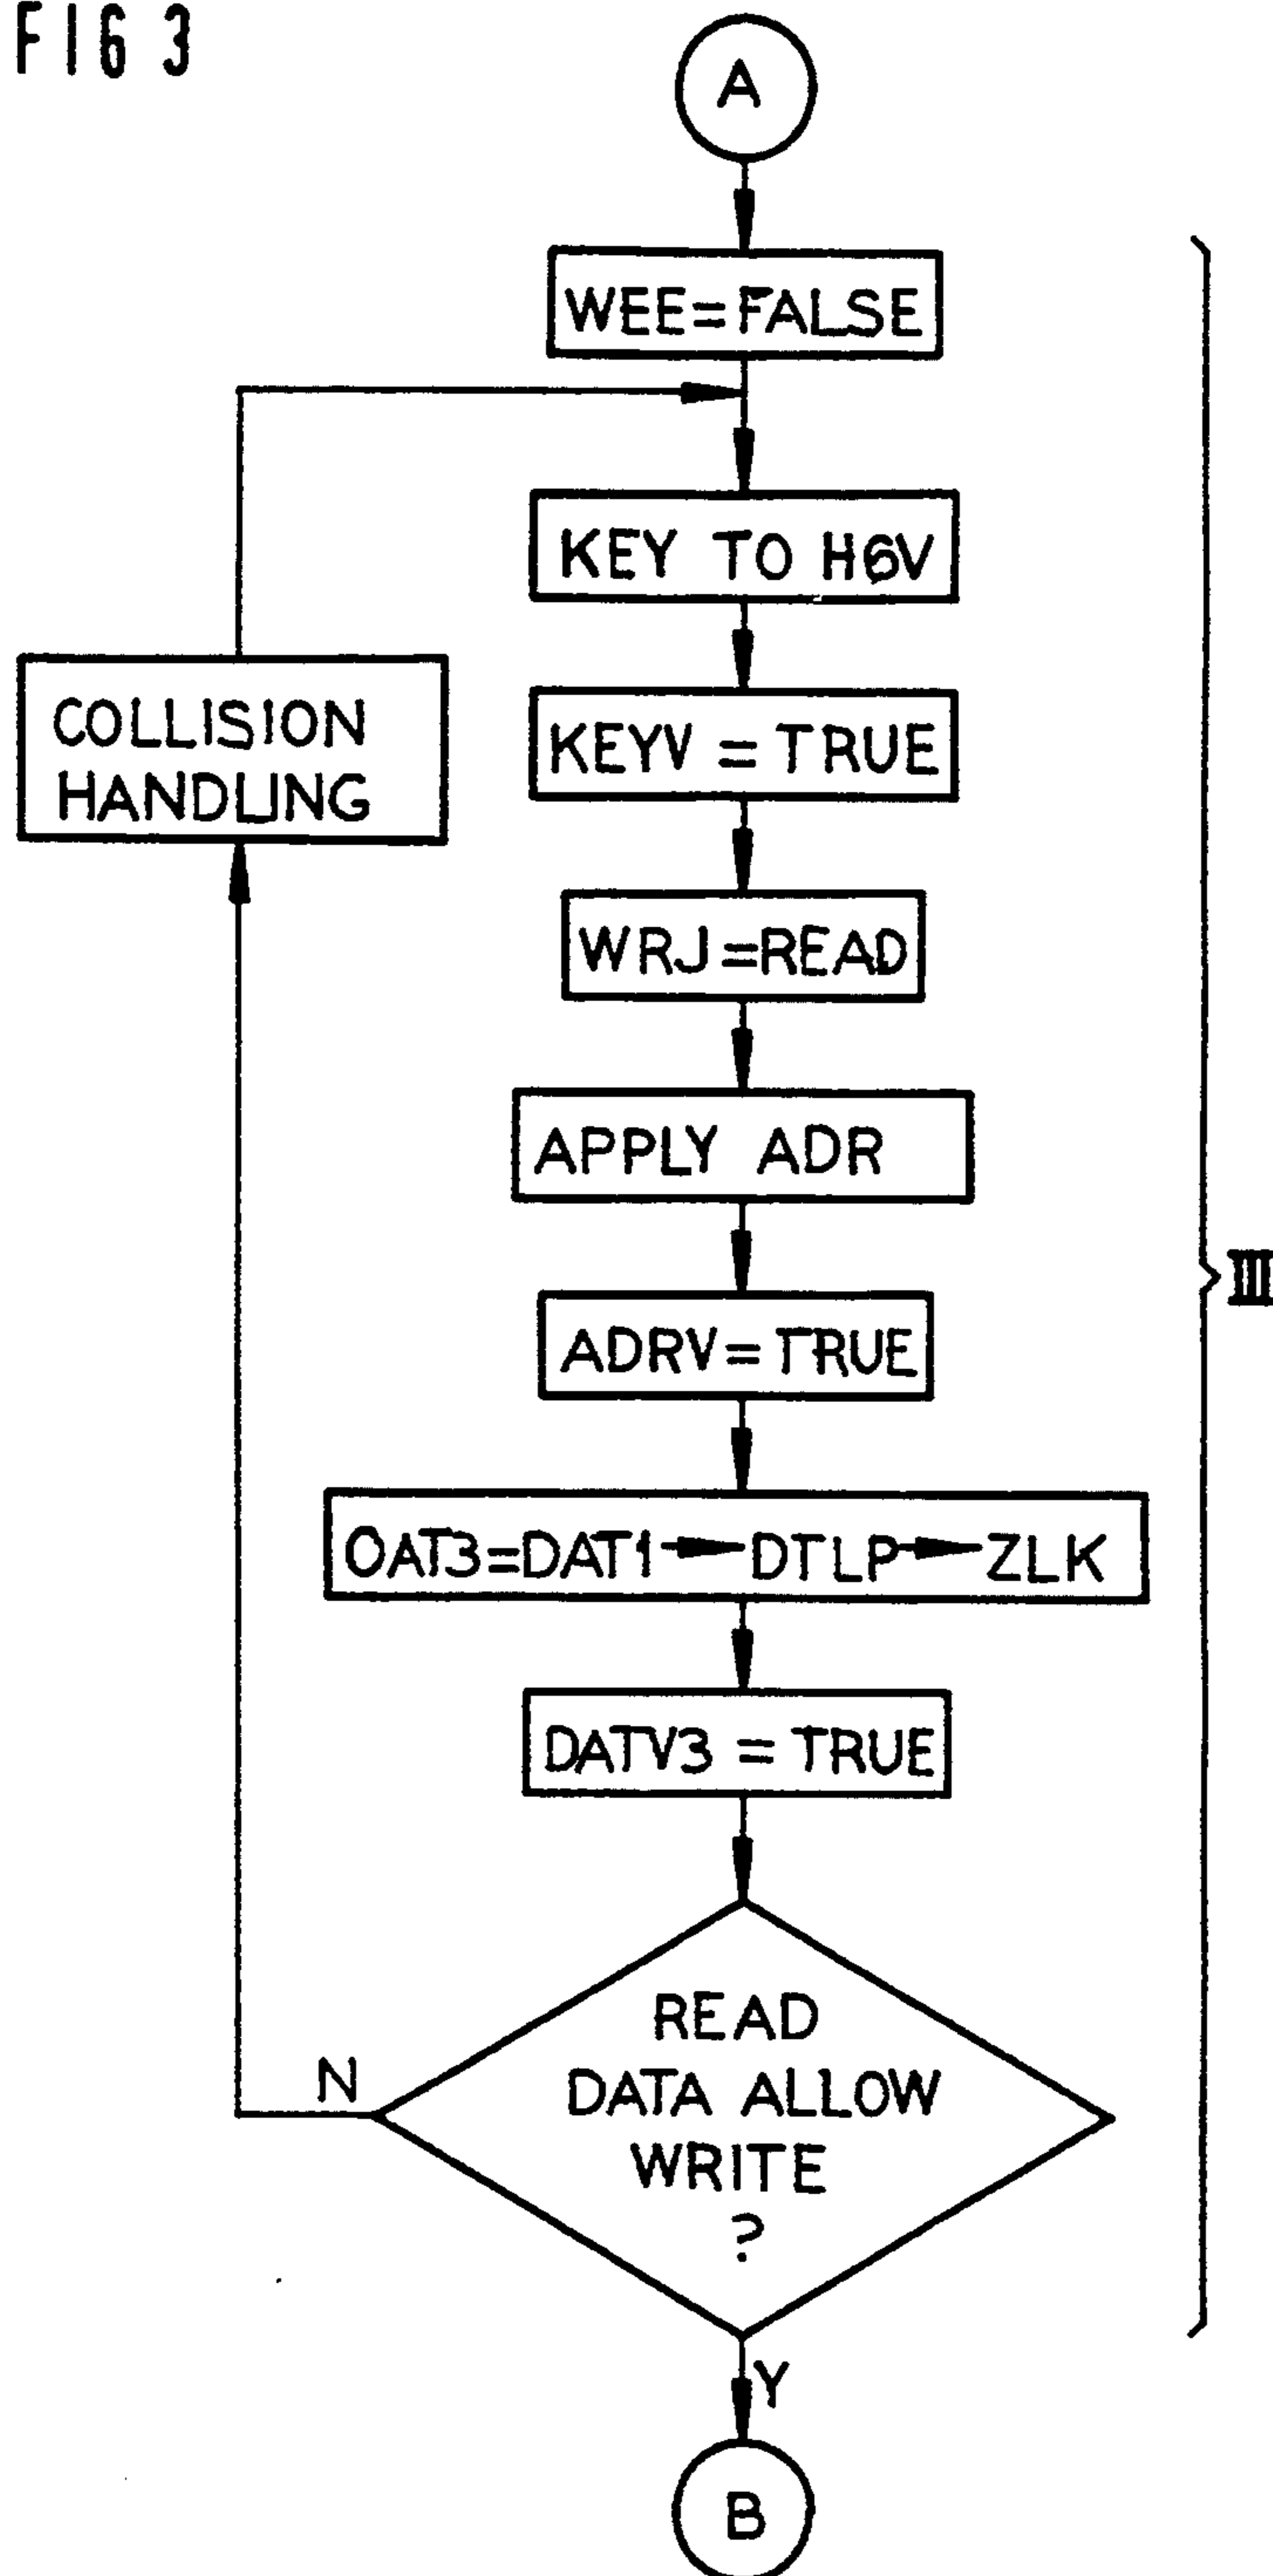 FIG 3
A
WEE=FALSE
KEY TO HGV
COLLISION
HANDLING
KEYV = TRUE
WRJ=READ
APPLY ADR
III
ADRV=TRUE
OAT3=DAT1→DTLP→ZLK
DATV3 = TRUE
READ
DATA ALLOW
WRITE
?
N
Y
B